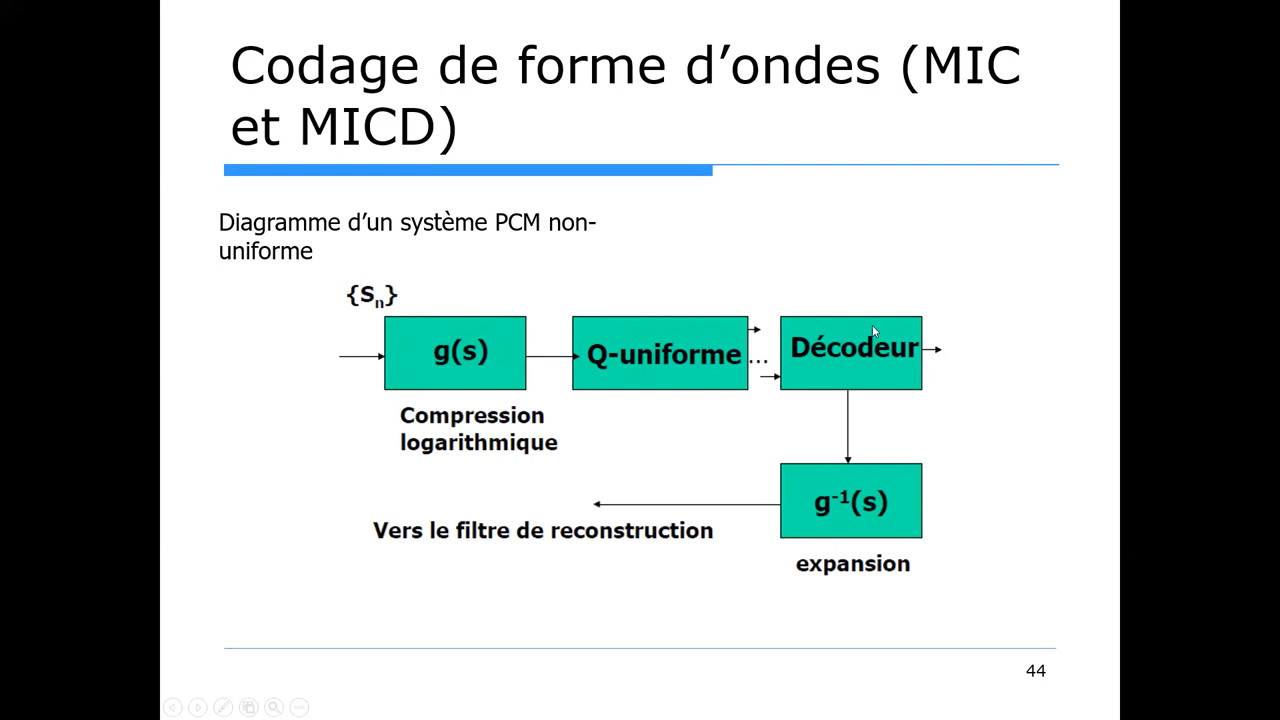 Codage de forme d’ondes (MIC
et MICD)
Diagramme d’un système PCM non-
uniforme
{Sn}
g(s)
Q-uniforme
...
Décodeur
Compression
logarithmique
g-1(s)
Vers le filtre de reconstruction
expansion
44